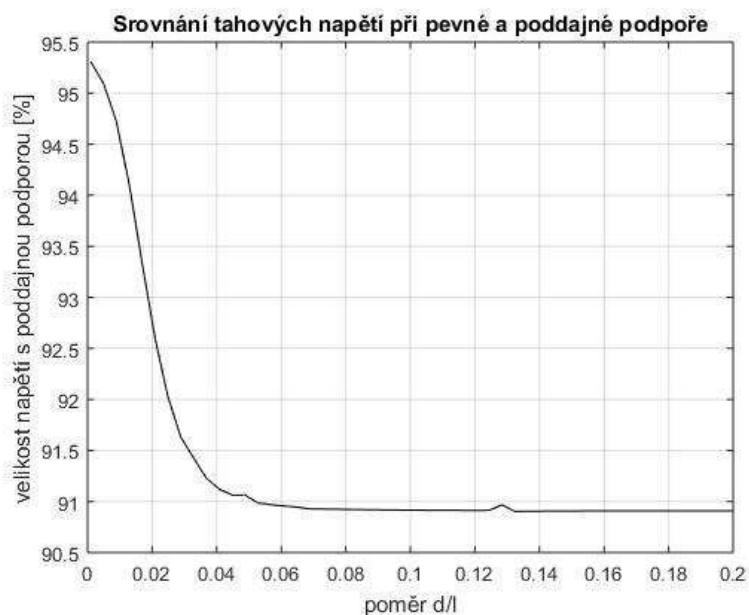 Srovnání tahových napětí při pevné a poddajné podpoře
velikost napětí s poddajnou podporou [%]
95.5
95
94.5
94
93.5
93
92.5
92
91.5
91
90.5
0 0.02 0.04 0.06 0.08 0.1 0.12 0.14 0.16 0.18 0.2
poměr d/l